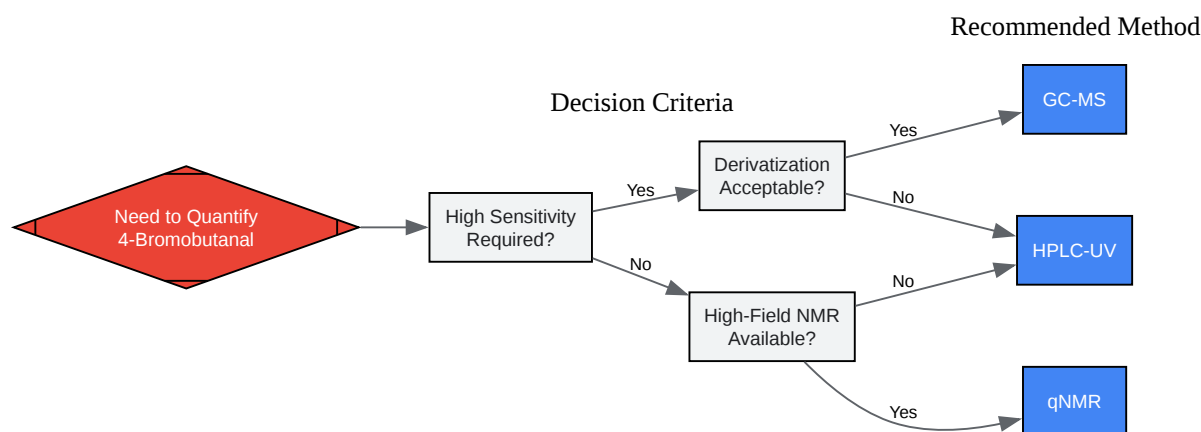 Recommended Method
Decision Criteria
GC-MS
Yes
Derivatization
Acceptable?
Need to Quantify
4-Bromobutanal
High Sensitivity
Required?
Yes
No
No
HPLC-UV
No
High-Field NMR
Available?
Yes
qNMR